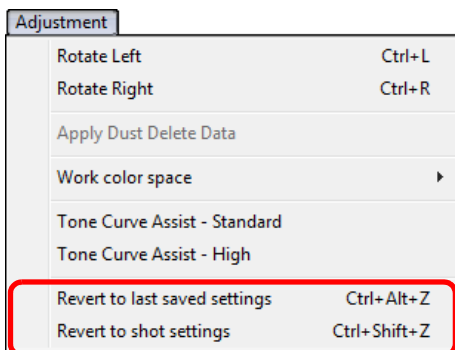 Adjustment
Rotate Left Ctrl+L
Rotate Right Ctrl+R
Apply Dust Delete Data
Work color space
Tone Curve Assist - Standard
Tone Curve Assist - High
Revert to last saved settings Ctrl+Alt+Z
Revert to shot settings Ctrl+Shift+Z